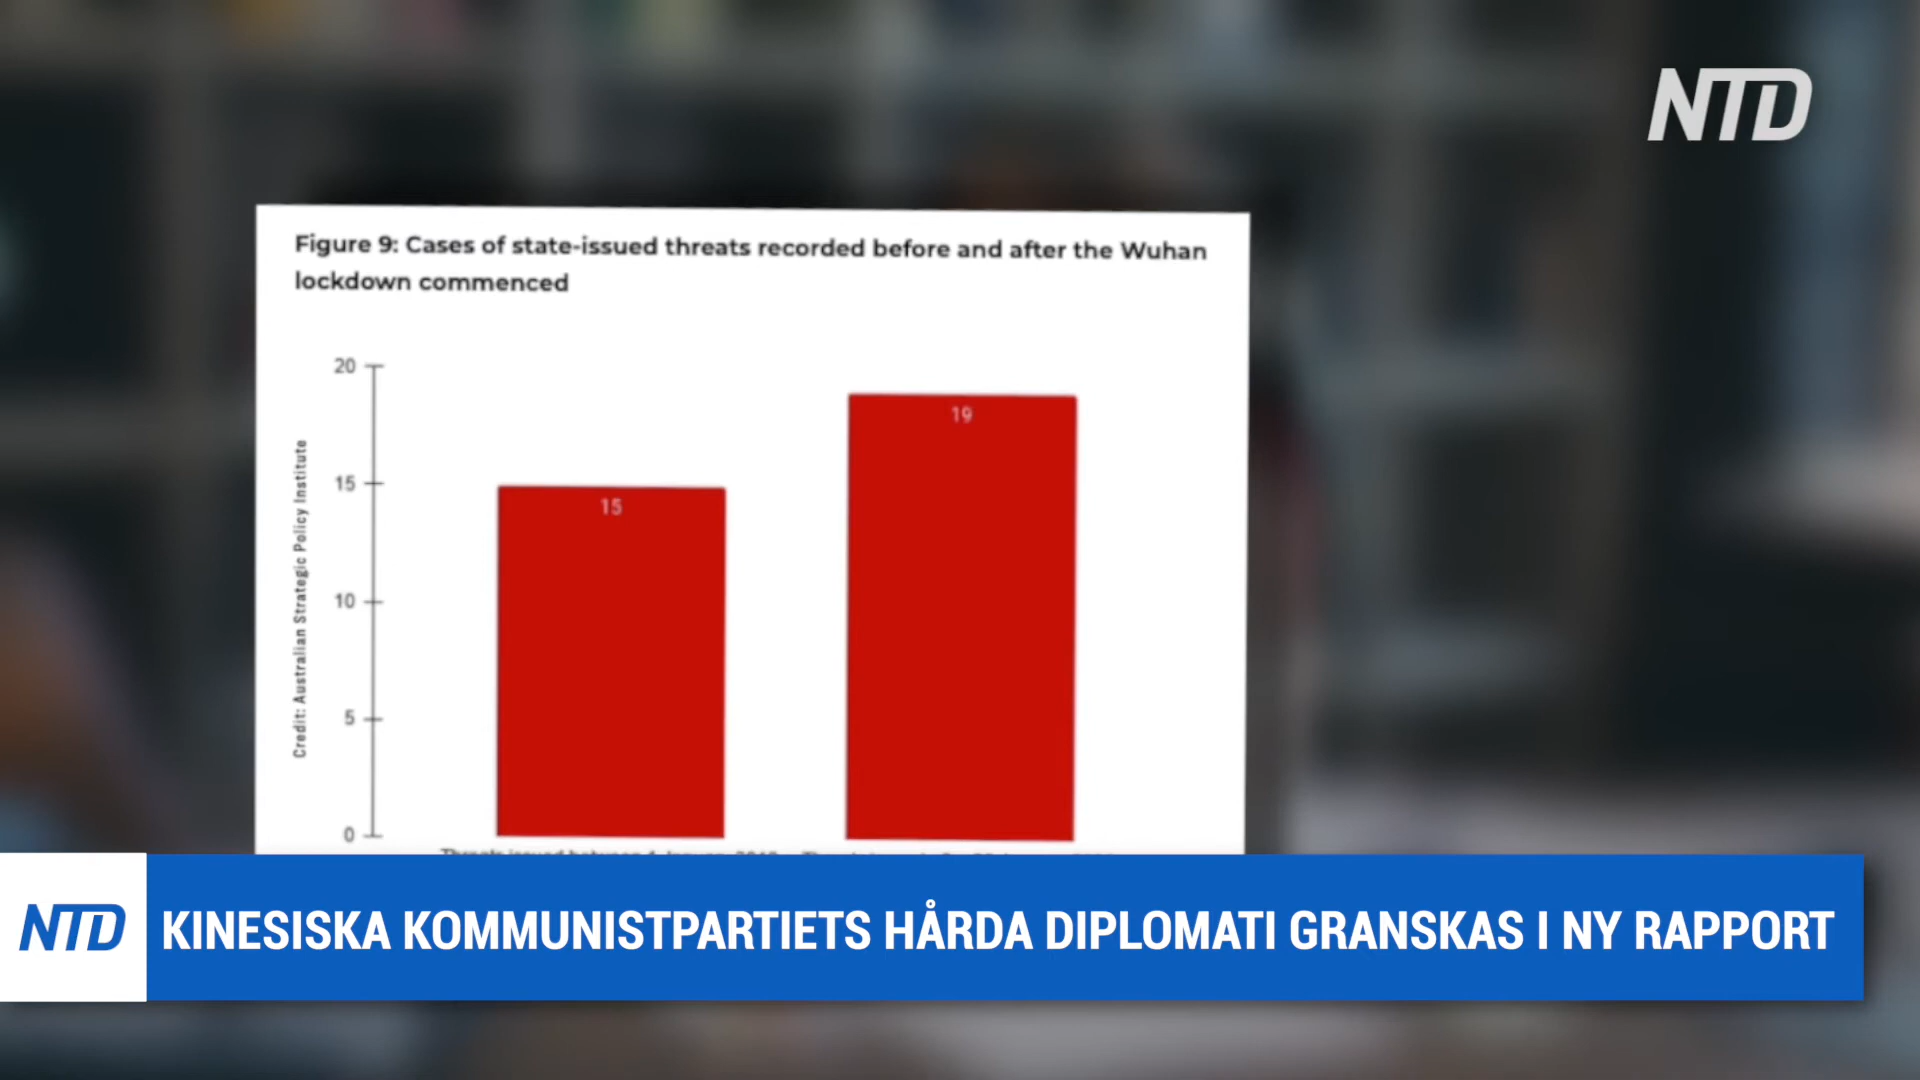 NTD
Figure 9: Cases of state-issued threats recorded before and after the Wuhan
lockdown commenced
20
15
10
5
0
Credit: Australian Strategic Policy Institute
15
19
NTD
KINESISKA KOMMUNISTPARTIETS HÅRDA DIPLOMATI GRANSKAS I NY RAPPORT